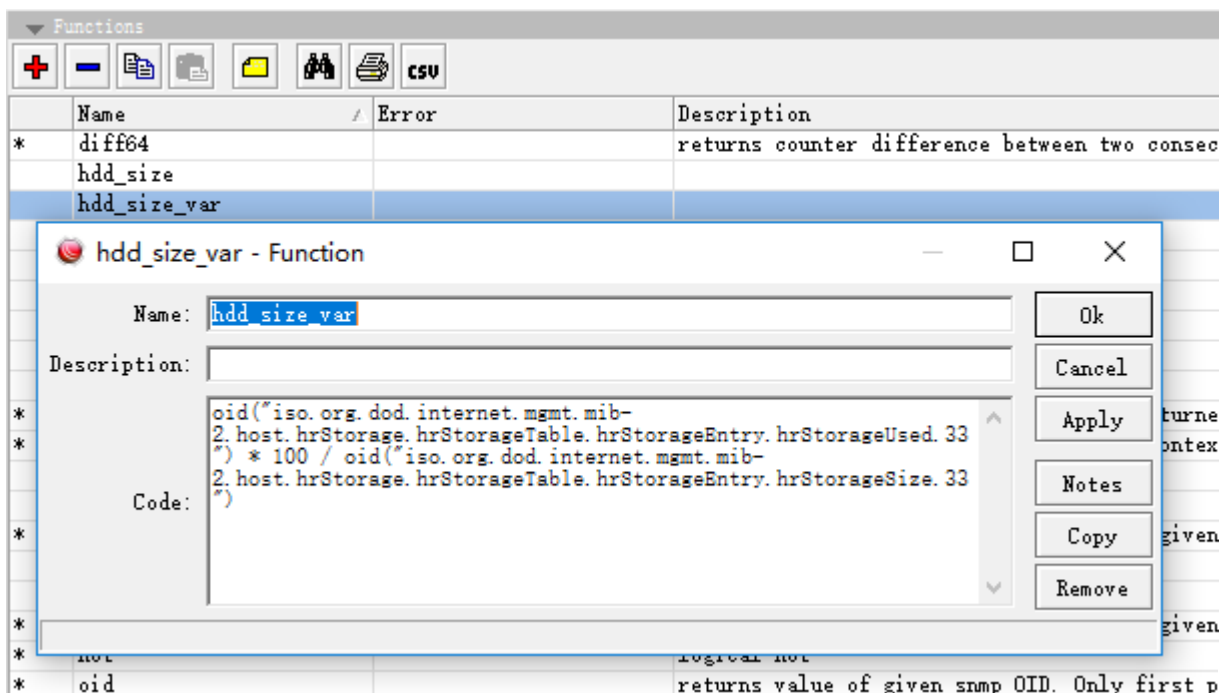 Functions
csv
Name Error Description
* diff64 returns counter difference between two consec
hdd_size
hdd_size_var
hdd_size_var - Function
Name: hdd_size_var
Ok
Description:
Cancel
Code:
oid("iso.org.dod.internet.mgmt.mib-
2.host.hrStorage.hrStorageTable.hrStorageEntry.hrStorageUsed.33
") * 100 / oid("iso.org.dod.internet.mgmt.mib-
2.host.hrStorage.hrStorageTable.hrStorageEntry.hrStorageSize.33
")
Apply
Notes
Copy
Remove
* turne
* ontex
* given
* given
* not logical not
* oid returns value of given snmp OID. Only first p